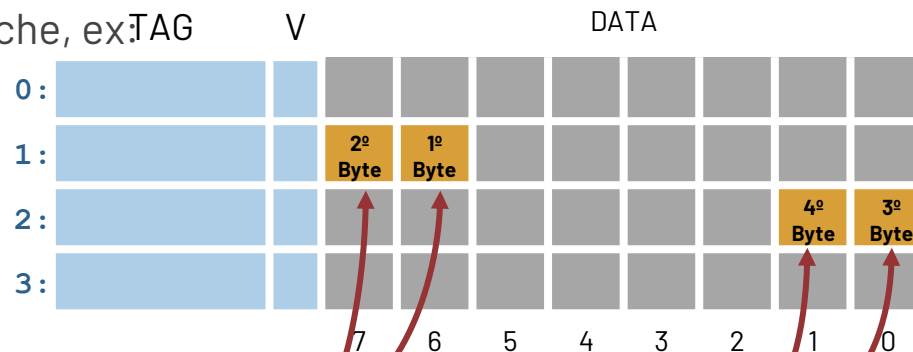 che, ex:
TAG V DATA
0:
1: 2º Byte 1º Byte
2: 4º Byte 3º Byte
3:
7 6 5 4 3 2 1 0